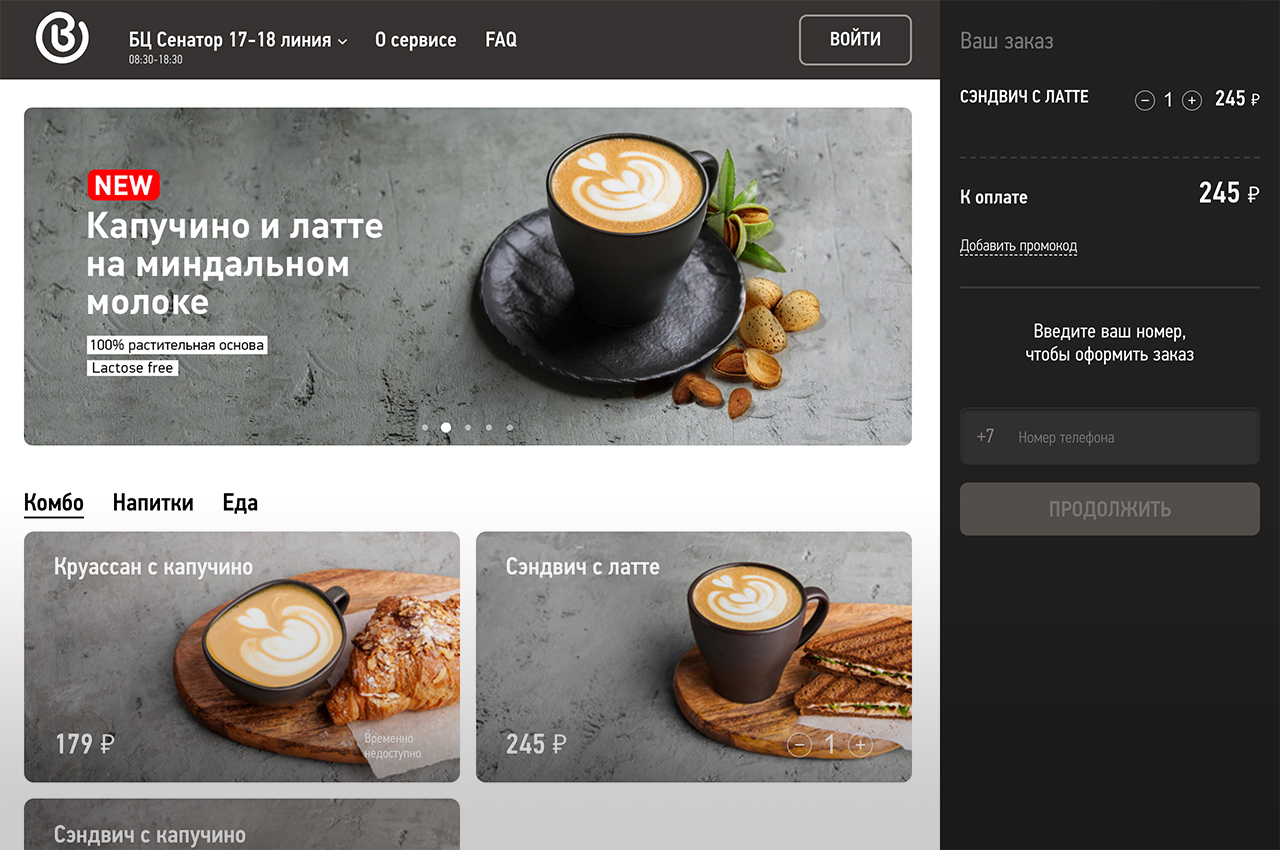 БЦ Сенатор 17-18 линия
08:30-18:30
О сервисе
FAQ
ВОЙТИ
NEW
Капучино и латте
на миндальном
молоке
100% растительная основа
Lactose free
Комбо
Напитки
Еда
Круассан с капучино
179 ₽
Временно
недоступно
Сэндвич с латте
245 ₽
1
Сэндвич с капучино
Ваш заказ
СЭНДВИЧ С ЛАТТЕ
1
245 ₽
К оплате
245 ₽
Добавить промокод
Введите ваш номер,
чтобы оформить заказ
+7
Номер телефона
ПРОДОЛЖИТЬ